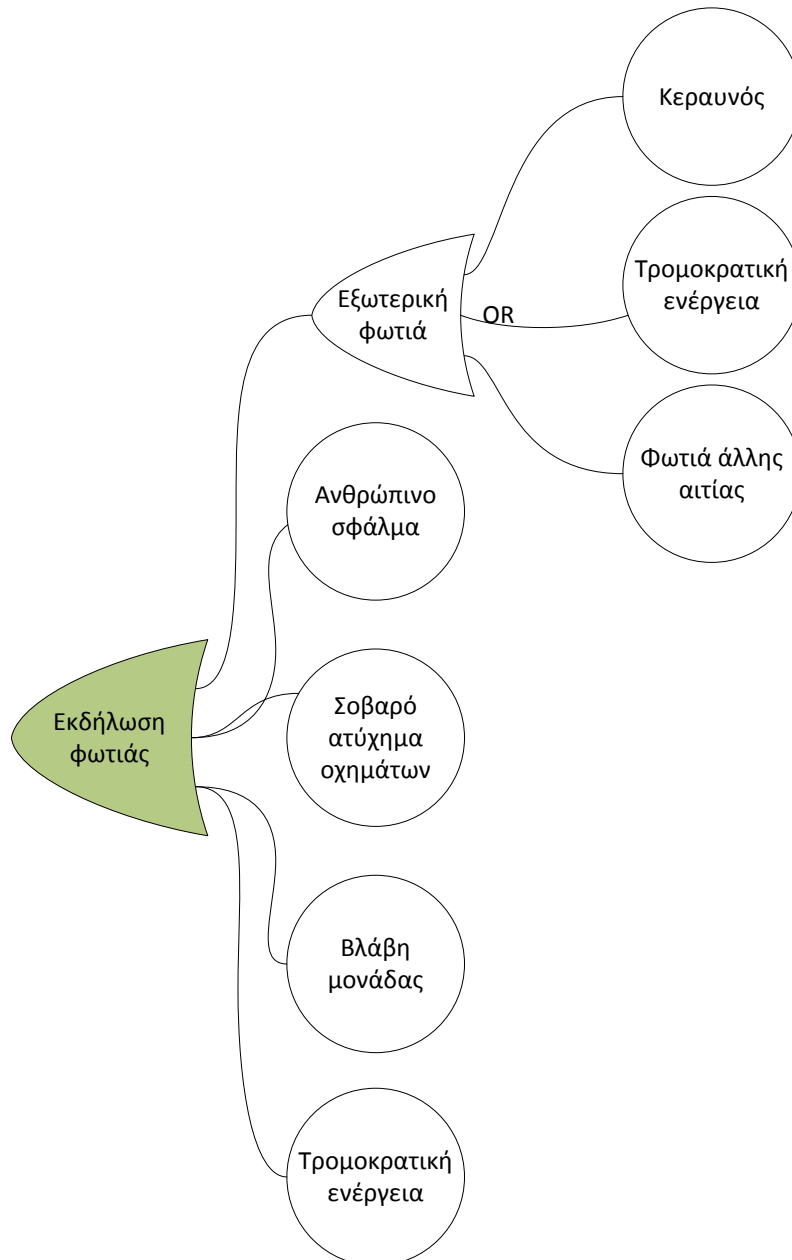 Κεραυνός
Τρομοκρατική
ενέργεια
Εξωτερική
φωτιά
OR
Φωτιά άλλης
αιτίας
Ανθρώπινο
σφάλμα
Εκδήλωση
φωτιάς
Σοβαρό
ατύχημα
οχημάτων
Βλάβη
μονάδας
Τρομοκρατική
ενέργεια